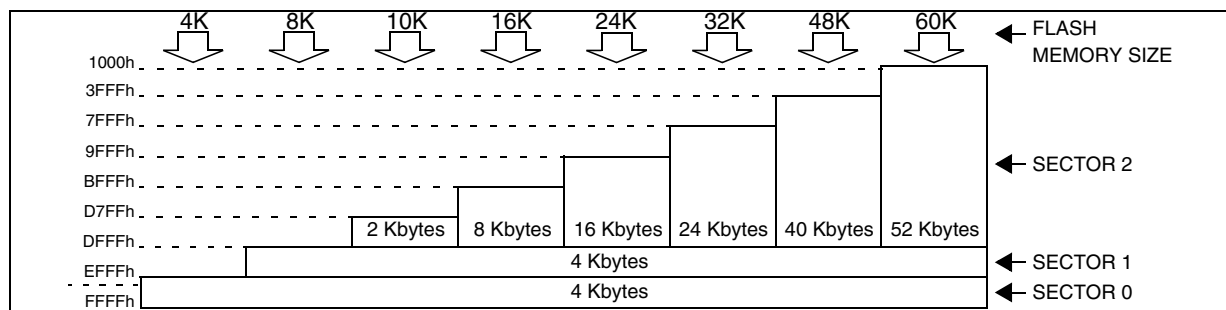 4K 8K 10K 16K 24K 32K 48K 60K FLASH
MEMORY SIZE
1000h
3FFFh
7FFFh
9FFFh SECTOR 2
BFFFh
D7FFh
2 Kbytes 8 Kbytes 16 Kbytes 24 Kbytes 40 Kbytes 52 Kbytes
DFFFh
4 Kbytes SECTOR 1
EFFFh
4 Kbytes SECTOR 0
FFFFh